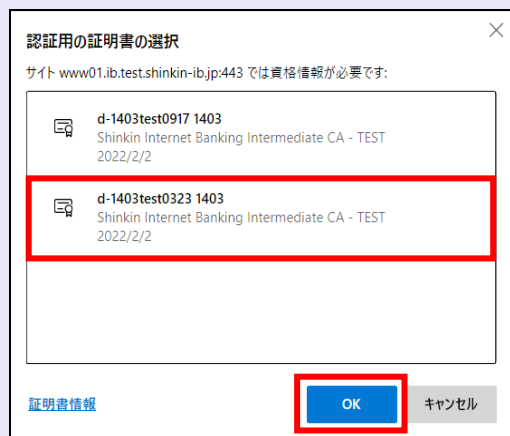 認証用の証明書の選択
サイト www01.ib.test.shinkin-ib.jp:443 では資格情報が必要です:
d-1403test0917 1403
Shinkin Internet Banking Intermediate CA - TEST
2022/2/2
d-1403test0323 1403
Shinkin Internet Banking Intermediate CA - TEST
2022/2/2
証明書情報
OK
キャンセル